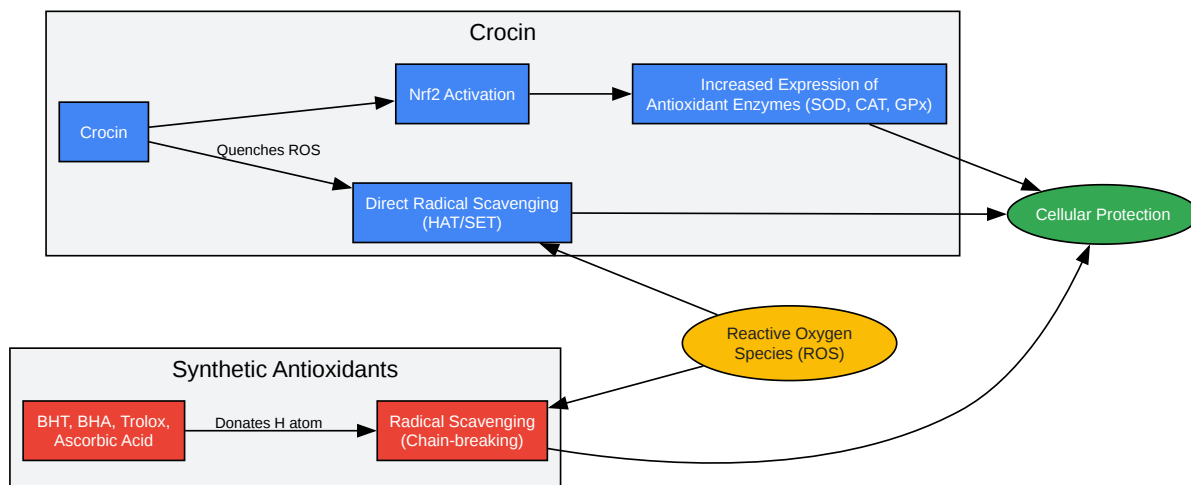 Crocin
Crocin
Nrf2 Activation
Increased Expression of
Antioxidant Enzymes (SOD, CAT, GPx)
Quenches ROS
Direct Radical Scavenging
(HAT/SET)
Cellular Protection
Reactive Oxygen
Species (ROS)
Synthetic Antioxidants
BHT, BHA, Trolox,
Ascorbic Acid
Donates H atom
Radical Scavenging
(Chain-breaking)